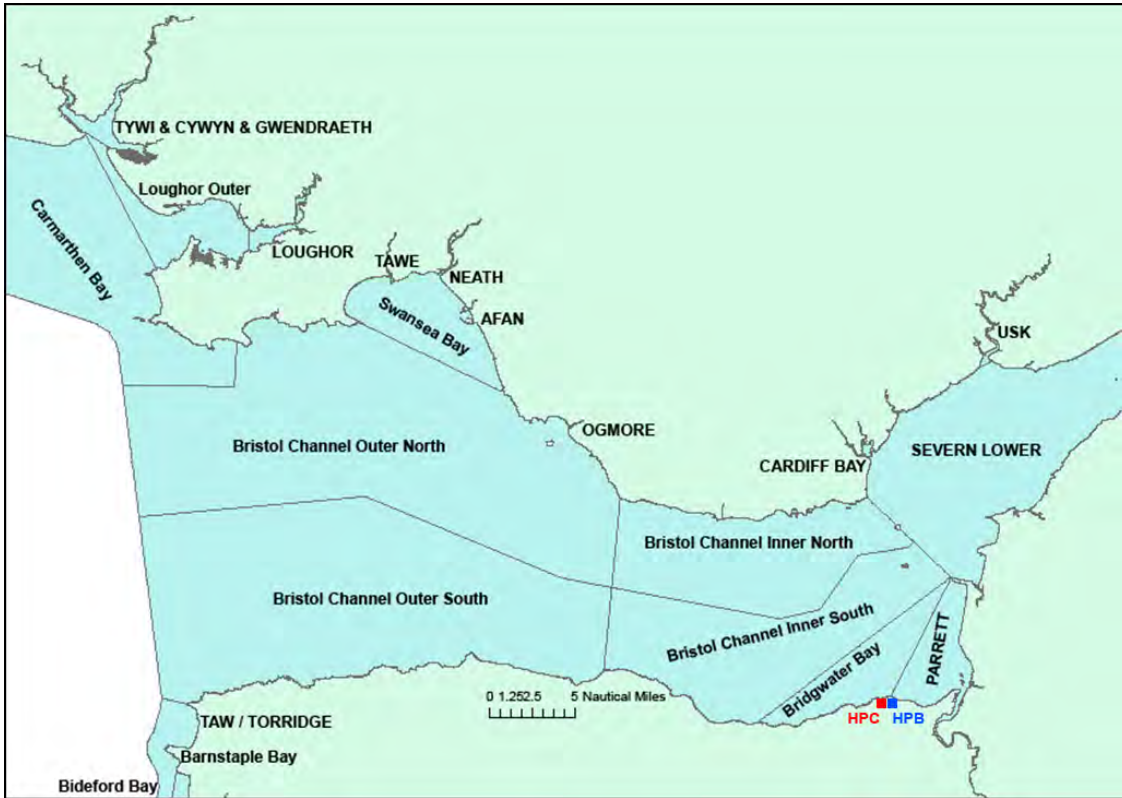 TYWI & CYWYN & GWENDRAETH
Loughor Outer
Carmarthen Bay
LOUGHOR
TAWE
NEATH
Swansea Bay
AFAN
USK
OGMORE
Bristol Channel Outer North
CARDIFF BAY
SEVERN LOWER
Bristol Channel Inner North
Bristol Channel Outer South
Bristol Channel Inner South
Bridgwater Bay
PARRETT
0 1.252.5 5 Nautical Miles
HPC HPB
TAW / TORRIDGE
Barnstaple Bay
Bideford Bay